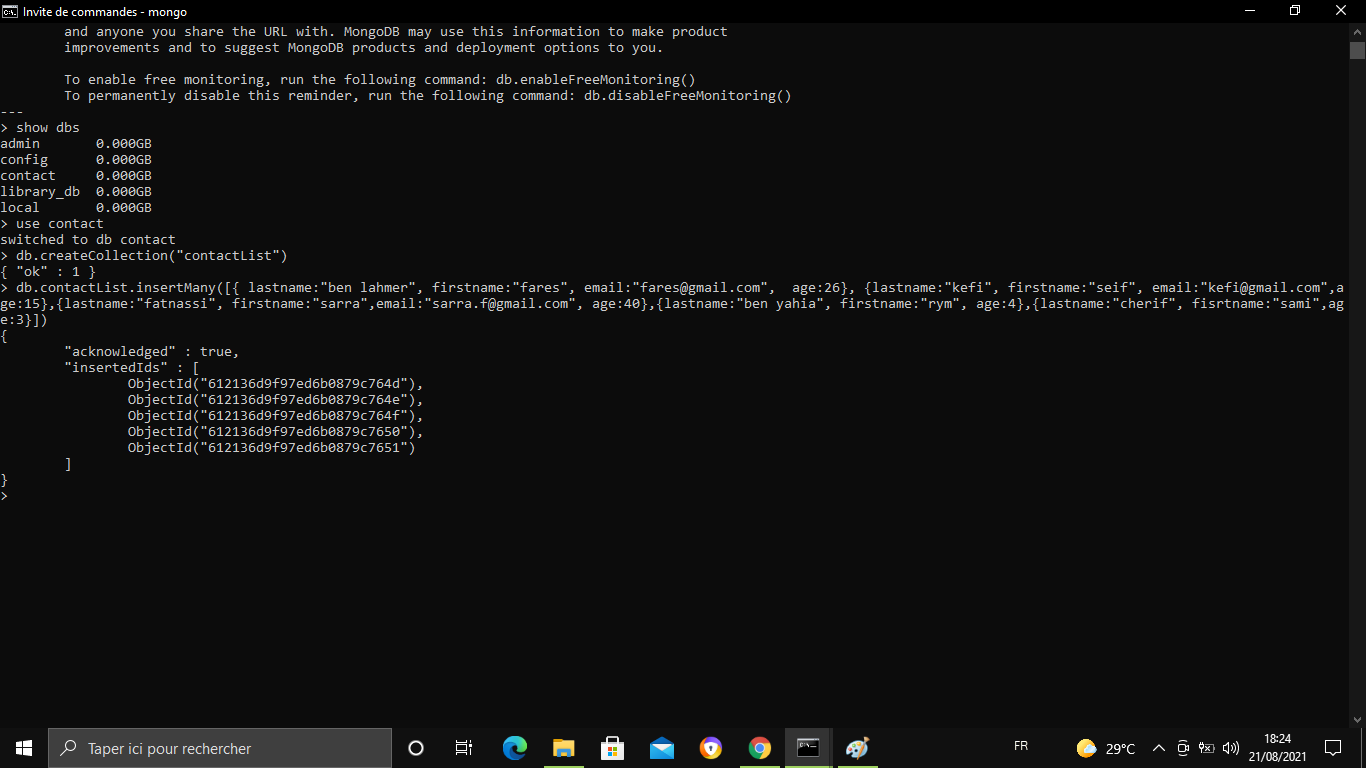 Invite de commandes - mongo
and anyone you share the URL with. MongoDB may use this information to make product
improvements and to suggest MongoDB products and deployment options to you.
To enable free monitoring, run the following command: db.enableFreeMonitoring()
To permanently disable this reminder, run the following command: db.disableFreeMonitoring()
---
> show dbs
admin       0.000GB
config      0.000GB
contact     0.000GB
library_db  0.000GB
local       0.000GB
> use contact
switched to db contact
> db.createCollection("contactList")
{ "ok" : 1 }
> db.contactList.insertMany([{ lastname:"ben lahmer", firstname:"fares", email:"fares@gmail.com",  age:26}, {lastname:"kefi", firstname:"seif", email:"kefi@gmail.com",a
ge:15},{lastname:"fatnassi", firstname:"sarra",email:"sarra.f@gmail.com", age:40},{lastname:"ben yahia", firstname:"rym", age:4},{lastname:"cherif", fisrtname:"sami",ag
e:3}])
{
"acknowledged" : true,
"insertedIds" : [
ObjectId("612136d9f97ed6b0879c764d"),
ObjectId("612136d9f97ed6b0879c764e"),
ObjectId("612136d9f97ed6b0879c764f"),
ObjectId("612136d9f97ed6b0879c7650"),
ObjectId("612136d9f97ed6b0879c7651")
]
}
>
Taper ici pour rechercher
FR
29°C
18:24
21/08/2021